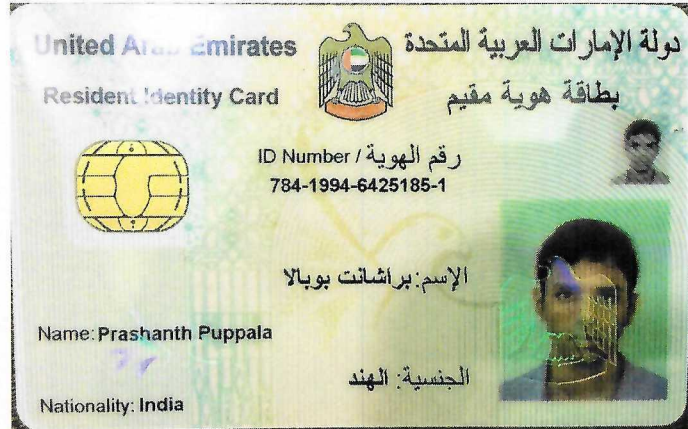 United Arab Emirates
دولة الإمارات العربية المتحدة
Resident Identity Card
بطاقة هوية مقيم
ID Number / رقم الهوية
784-1994-6425185-1
الإسم: براشانت بوبالا
Name: Prashanth Puppala
الجنسية: الهند
Nationality: India